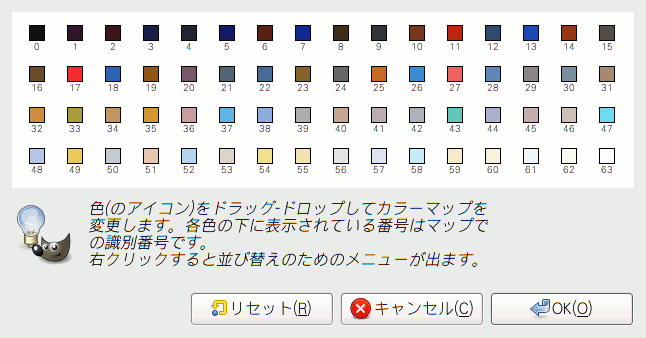 0 1 2 3 4 5 6 7 8 9 10 11 12 13 14 15
16 17 18 19 20 21 22 23 24 25 26 27 28 29 30 31
32 33 34 35 36 37 38 39 40 41 42 43 44 45 46 47
48 49 50 51 52 53 54 55 56 57 58 59 60 61 62 63
色(のアイコン)をドラッグ-ドロップしてカラーマップを
変更します。各色の下に表示されている番号はマップで
の識別番号です。
右クリックすると並び替えのためのメニューが出ます。
リセット(R) キャンセル(C) OK(O)